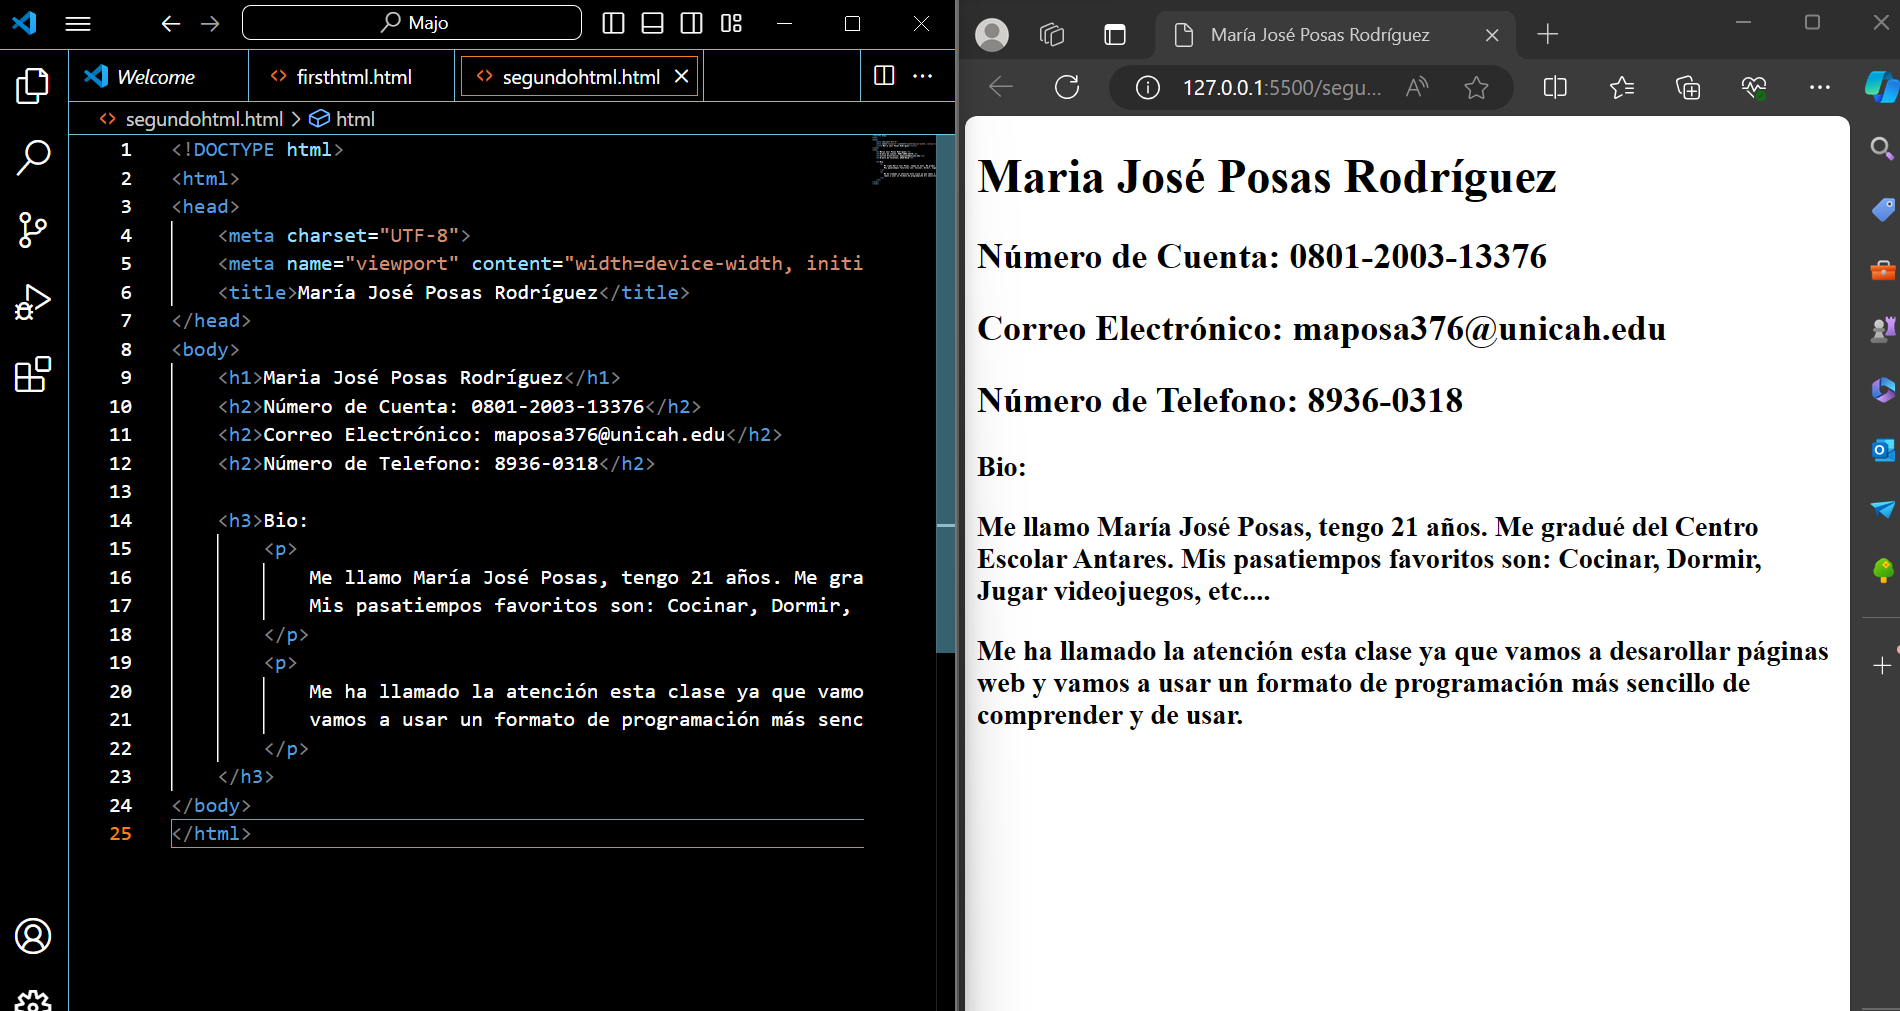 Majo
Welcome
firsthtml.html
segundohtml.html
segundohtml.html > html
1 <!DOCTYPE html>
2 <html>
3 <head>
4 <meta charset="UTF-8">
5 <meta name="viewport" content="width=device-width, initi
6 <title>María José Posas Rodríguez</title>
7 </head>
8 <body>
9 <h1>Maria José Posas Rodríguez</h1>
10 <h2>Número de Cuenta: 0801-2003-13376</h2>
11 <h2>Correo Electrónico: maposa376@unicah.edu</h2>
12 <h2>Número de Telefono: 8936-0318</h2>
13
14 <h3>Bio:
15 <p>
16 Me llamo María José Posas, tengo 21 años. Me gra
17 Mis pasatiempos favoritos son: Cocinar, Dormir,
18 </p>
19 <p>
20 Me ha llamado la atención esta clase ya que vamo
21 vamos a usar un formato de programación más senc
22 </p>
23 </h3>
24 </body>
25 </html>
María José Posas Rodríguez
127.0.0.1:5500/segu...
Maria José Posas Rodríguez
Número de Cuenta: 0801-2003-13376
Correo Electrónico: maposa376@unicah.edu
Número de Telefono: 8936-0318
Bio:
Me llamo María José Posas, tengo 21 años. Me gradué del Centro
Escolar Antares. Mis pasatiempos favoritos son: Cocinar, Dormir,
Jugar videojuegos, etc....
Me ha llamado la atención esta clase ya que vamos a desarollar páginas
web y vamos a usar un formato de programación más sencillo de
comprender y de usar.